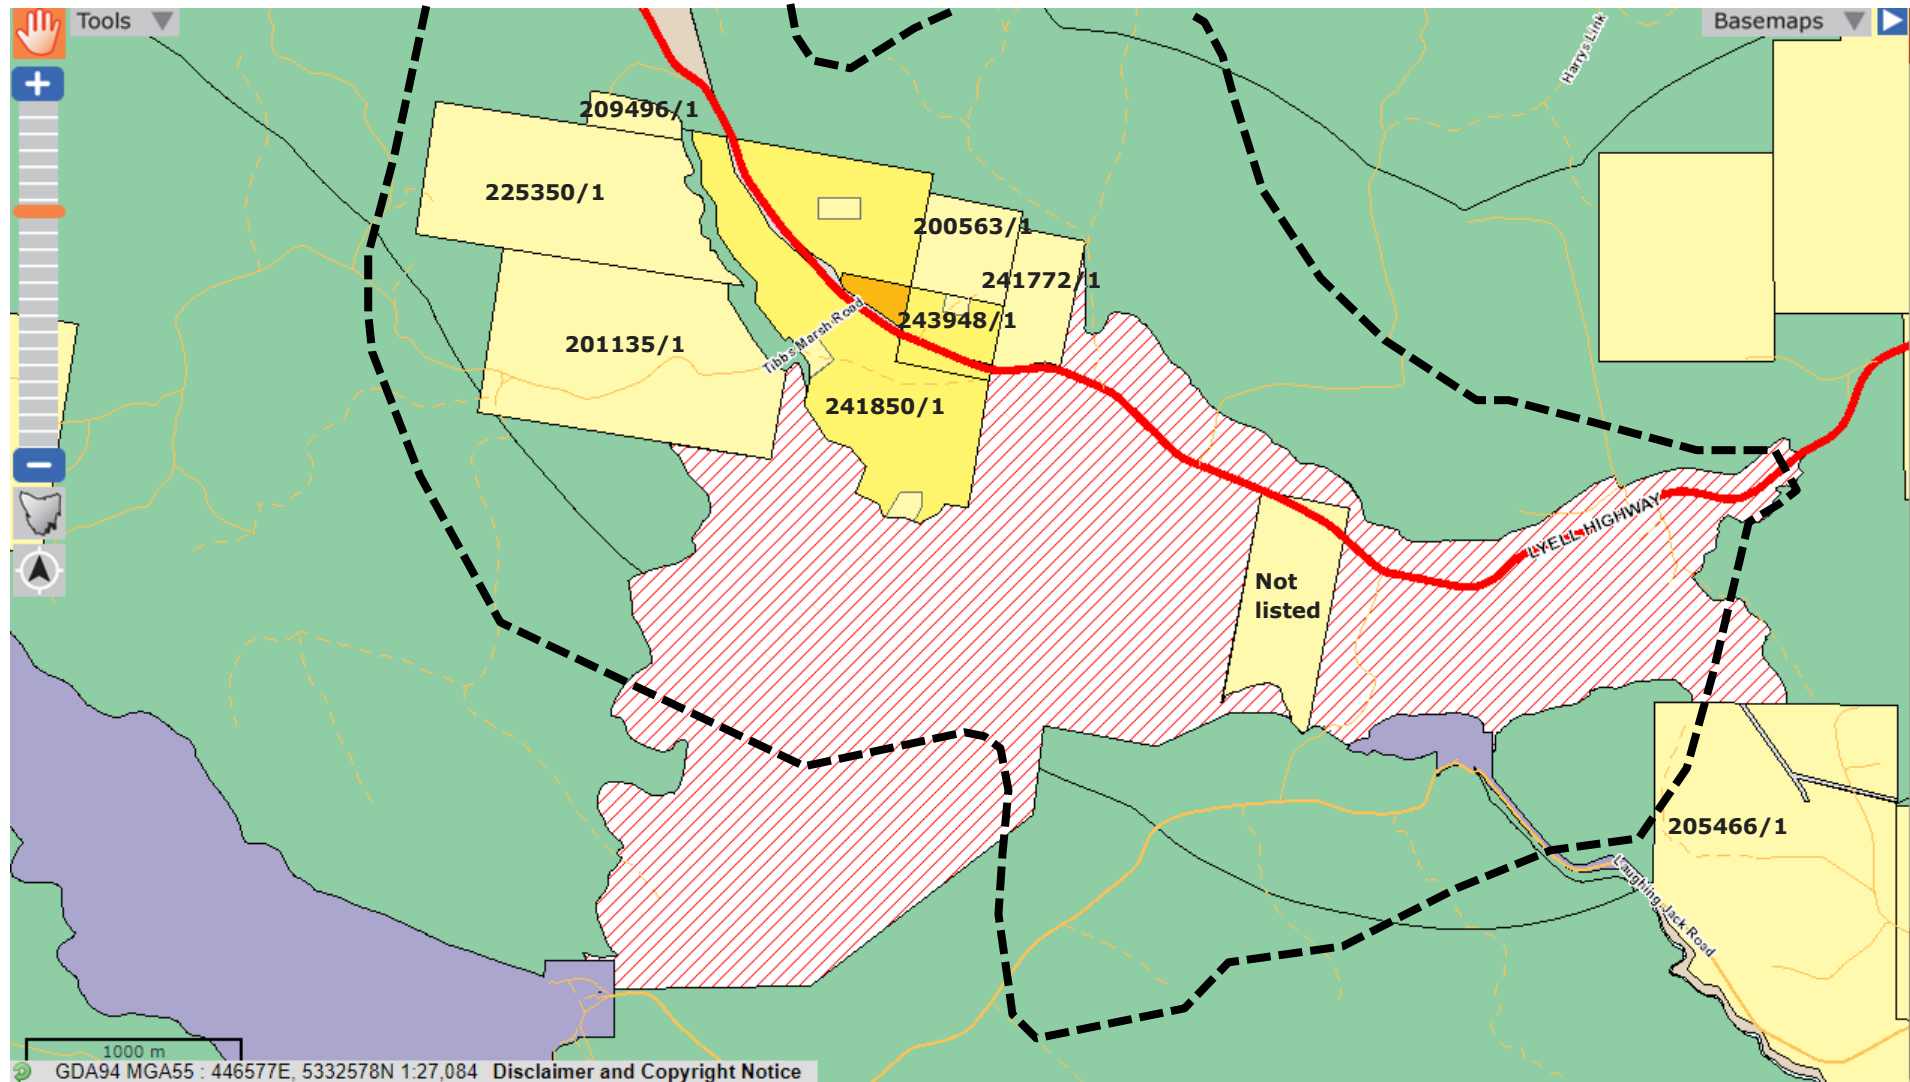 Tools
Basemaps
Harrys Link
209496/1
225350/1
200563/1
241772/1
243948/1
Tibbs Marsh Road
201135/1
241850/1
LYELL HIGHWAY
Not
listed
205466/1
Laughing Jack Road
1000 m
GDA94 MGA55 : 446577E, 5332578N 1:27,084 Disclaimer and Copyright Notice